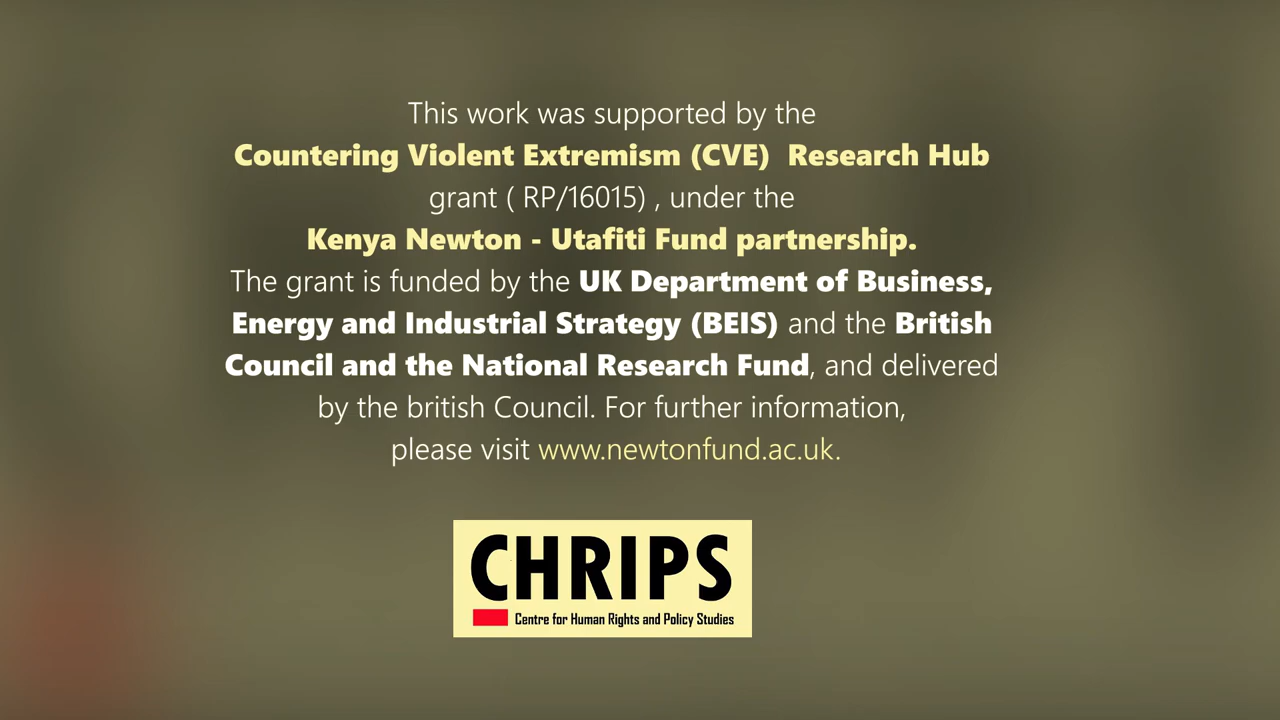 This work was supported by the
Countering Violent Extremism (CVE) Research Hub
grant ( RP/16015) , under the
Kenya Newton - Utafiti Fund partnership.
The grant is funded by the UK Department of Business,
Energy and Industrial Strategy (BEIS) and the British
Council and the National Research Fund, and delivered
by the british Council. For further information,
please visit www.newtonfund.ac.uk.
CHRIPS
Centre for Human Rights and Policy Studies